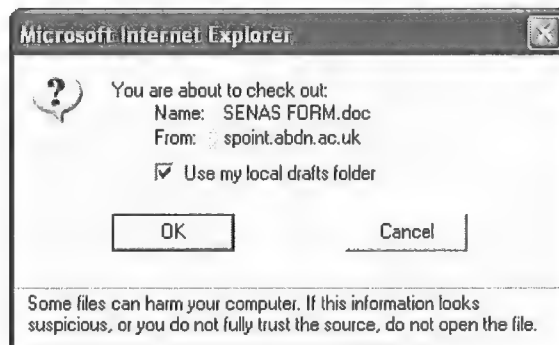 Microsoft Internet Explorer
You are about to check out:
Name: SENAS FORM.doc
From: spoint.abdn.ac.uk
Use my local drafts folder
OK Cancel
Some files can harm your computer. If this information looks
suspicious, or you do not fully trust the source, do not open the file.